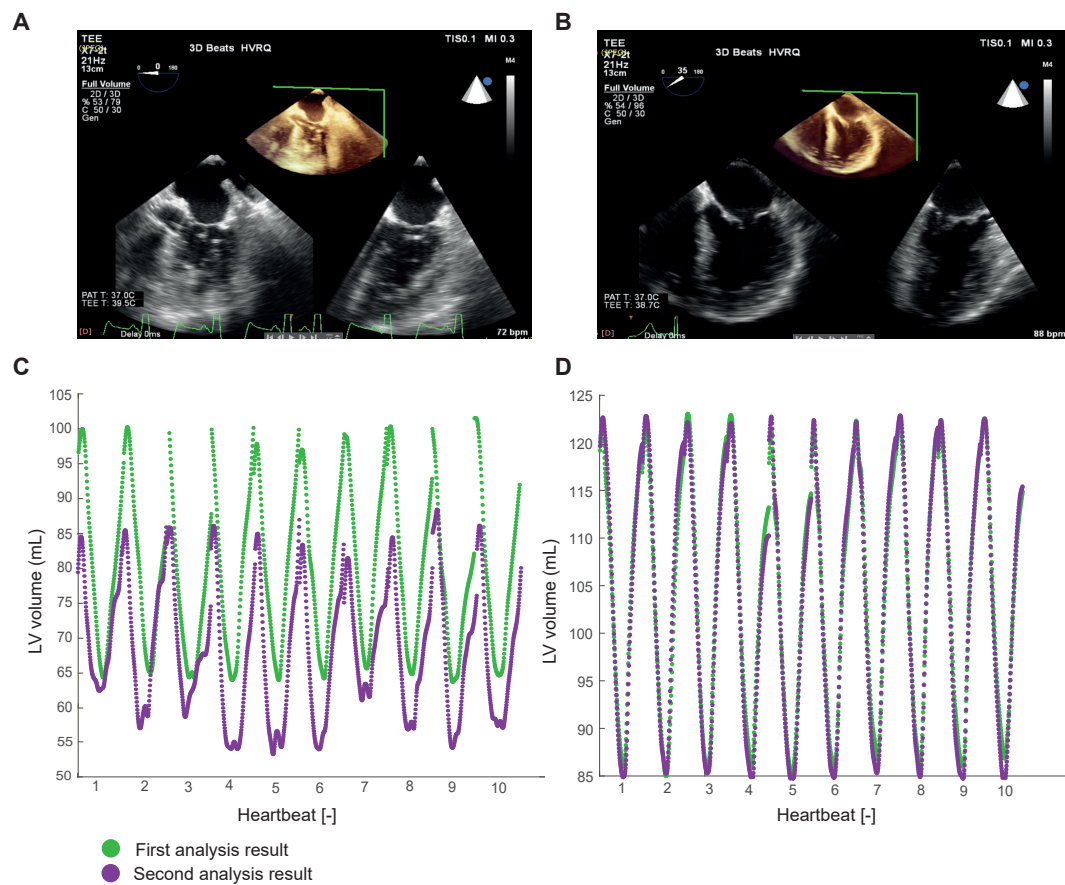 A
TEE
X7-2t
21Hz
13cm
Full Volume
2D / 3D
% 53 / 79
C 50 / 30
Gen
3D Beats HVRQ
0 0 180
TIS0.1 MI 0.3
M4
PAT T: 37.0C
TEE T: 39.5C
[D]
Delay 0ms
72 bpm
B
TEE
X7-2t
21Hz
13cm
Full Volume
2D / 3D
% 54 / 96
C 50 / 30
Gen
3D Beats HVRQ
0 35 180
TIS0.1 MI 0.3
M4
PAT T: 37.0C
TEE T: 38.7C
[D]
Delay 0ms
88 bpm
C
LV volume (mL)
105
100
95
90
85
80
75
70
65
60
55
50
1 2 3 4 5 6 7 8 9 10
Heartbeat [-]
D
LV volume (mL)
125
120
115
110
105
100
95
90
85
1 2 3 4 5 6 7 8 9 10
Heartbeat [-]
First analysis result
Second analysis result